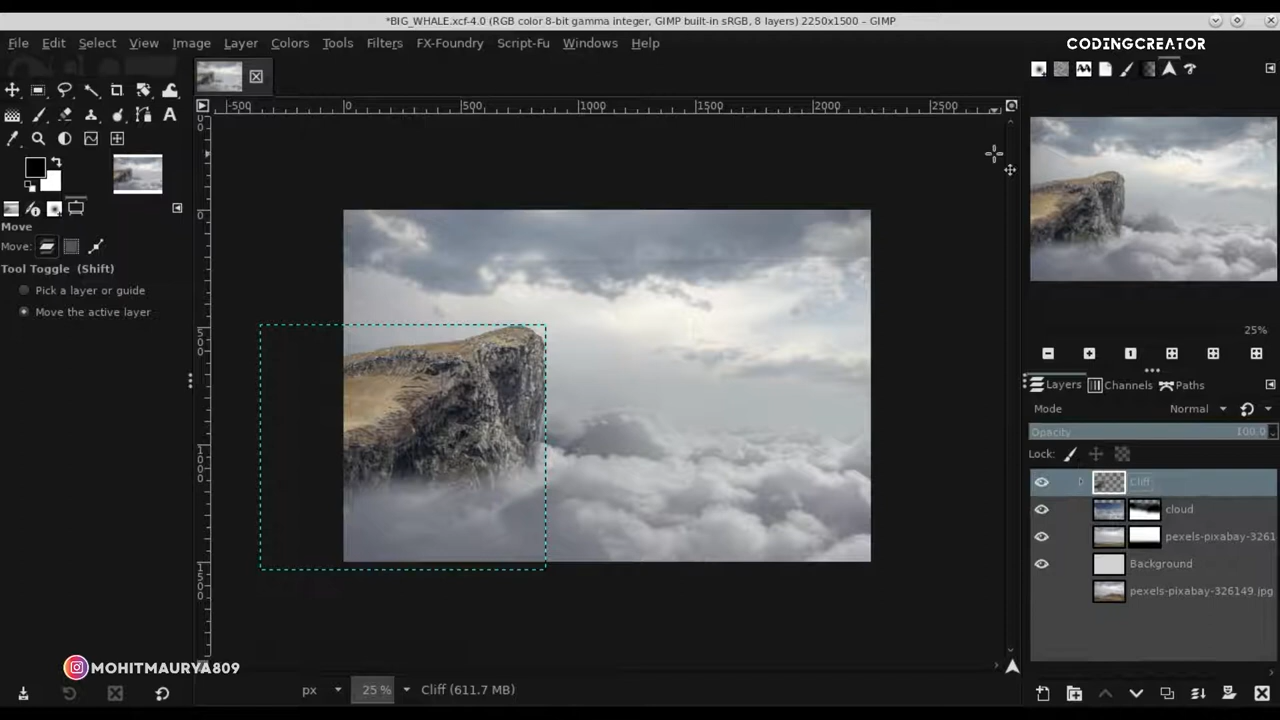 *BIG_WHALE.xcf-4.0 (RGB color 8-bit gamma integer, GIMP built-in sRGB, 8 layers) 2250x1500 – GIMP
File Edit Select View Image Layer Colors Tools Filters FX-Foundry Script-Fu Windows Help
CODINGCREATOR
-500 0 500 1000 1500 2000 2500
0
500
1000
1500
Move
Move:
Tool Toggle (Shift)
Pick a layer or guide
Move the active layer
25%
Layers Channels Paths
Mode Normal
Opacity 100.0
Lock:
Cliff
cloud
pexels-pixabay-3261
Background
pexels-pixabay-326149.jpg
MOHITMAURYA809
px 25 % Cliff (611.7 MB)